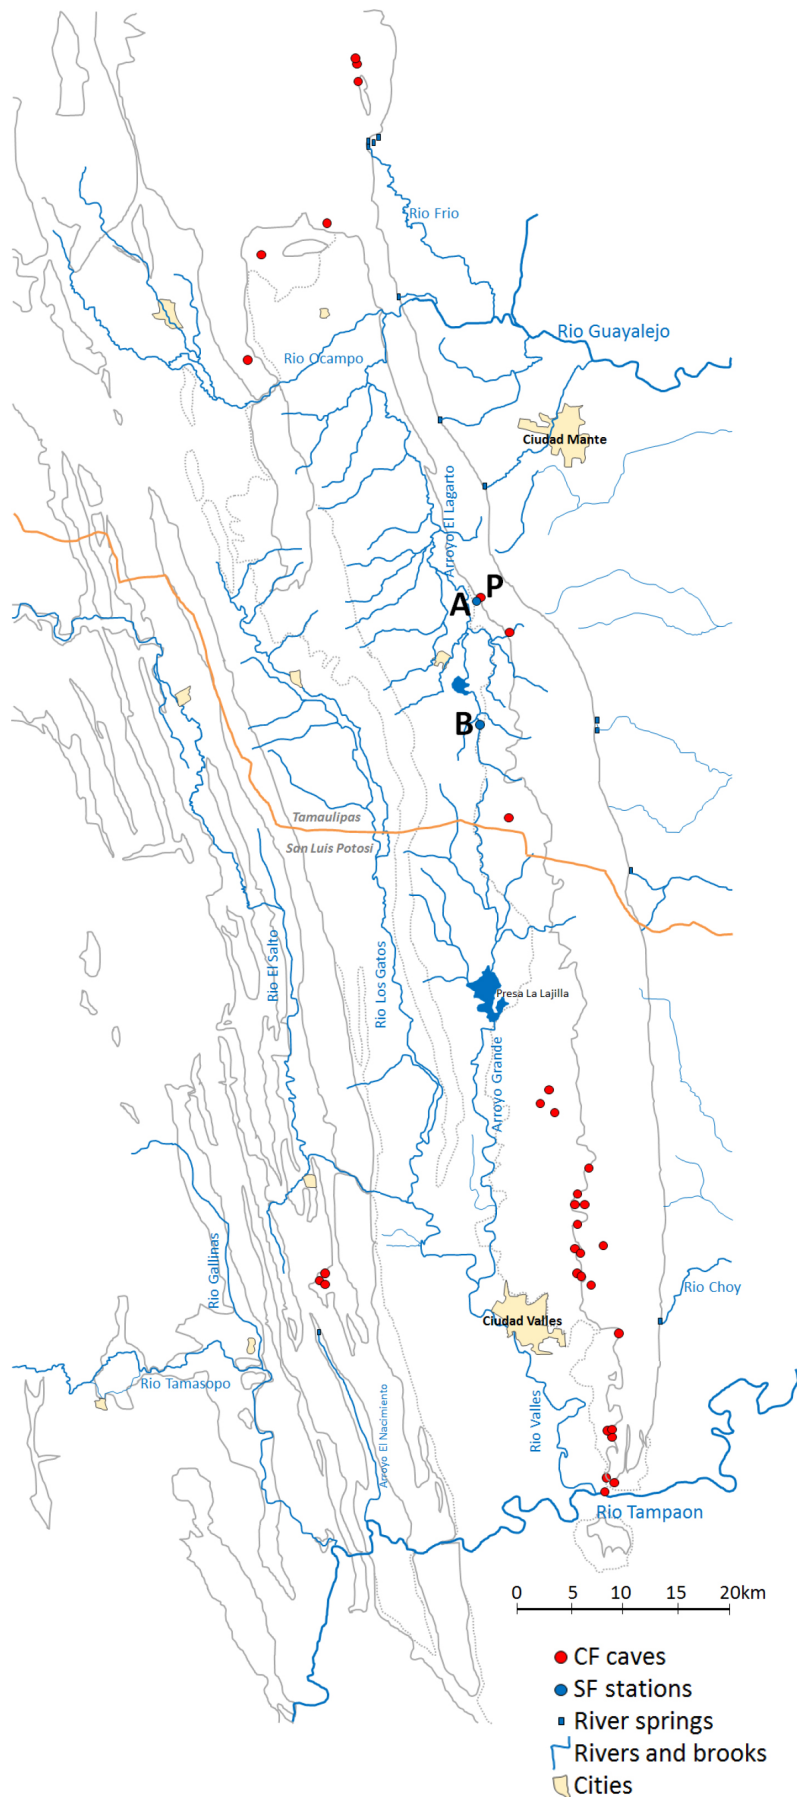 Rio Frio
Rio Guayalejo
Rio Ocampo
Ciudad Mante
Arroyo El Lagarto
P
A
B
Tamaulipas
San Luis Potosi
Rio El Salto
Rio Los Gatos
Presa La Lajilla
Arroyo Grande
Rio Gallinas
Rio Choy
Ciudad Valles
Rio Tamasopo
Arroyo El Nacimiento
Rio Valles
Rio Tampaon
0 5 10 15 20km
CF caves
SF stations
River springs
Rivers and brooks
Cities